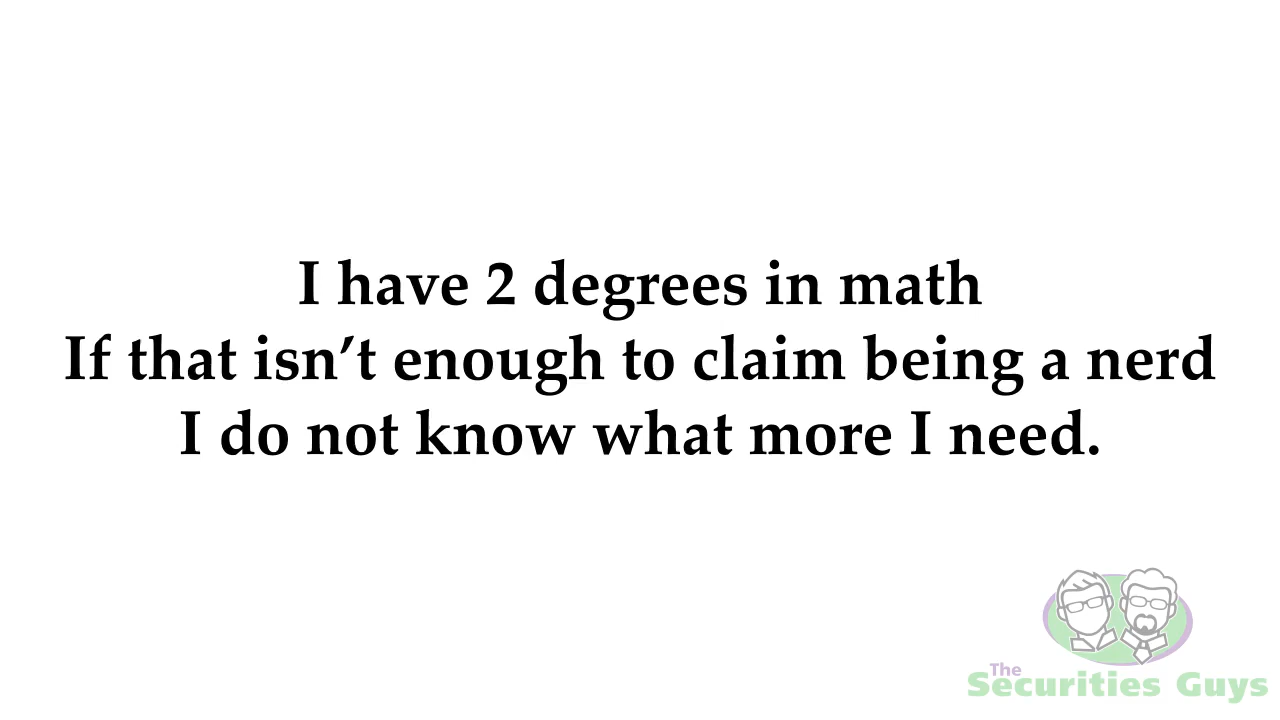 I have 2 degrees in math
If that isn’t enough to claim being a nerd
I do not know what more I need.
The
Securities Guys